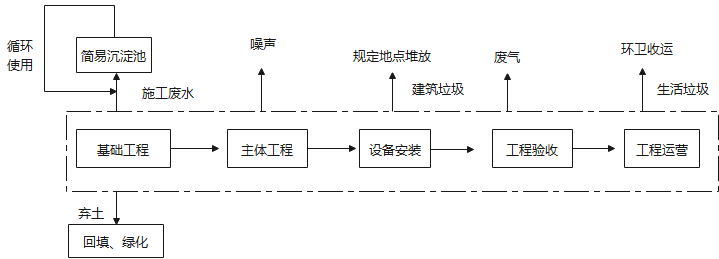 循环
使用
简易沉淀池
噪声
规定地点堆放
废气
环卫收运
施工废水
建筑垃圾
生活垃圾
基础工程
主体工程
设备安装
工程验收
工程运营
弃土
回填、绿化